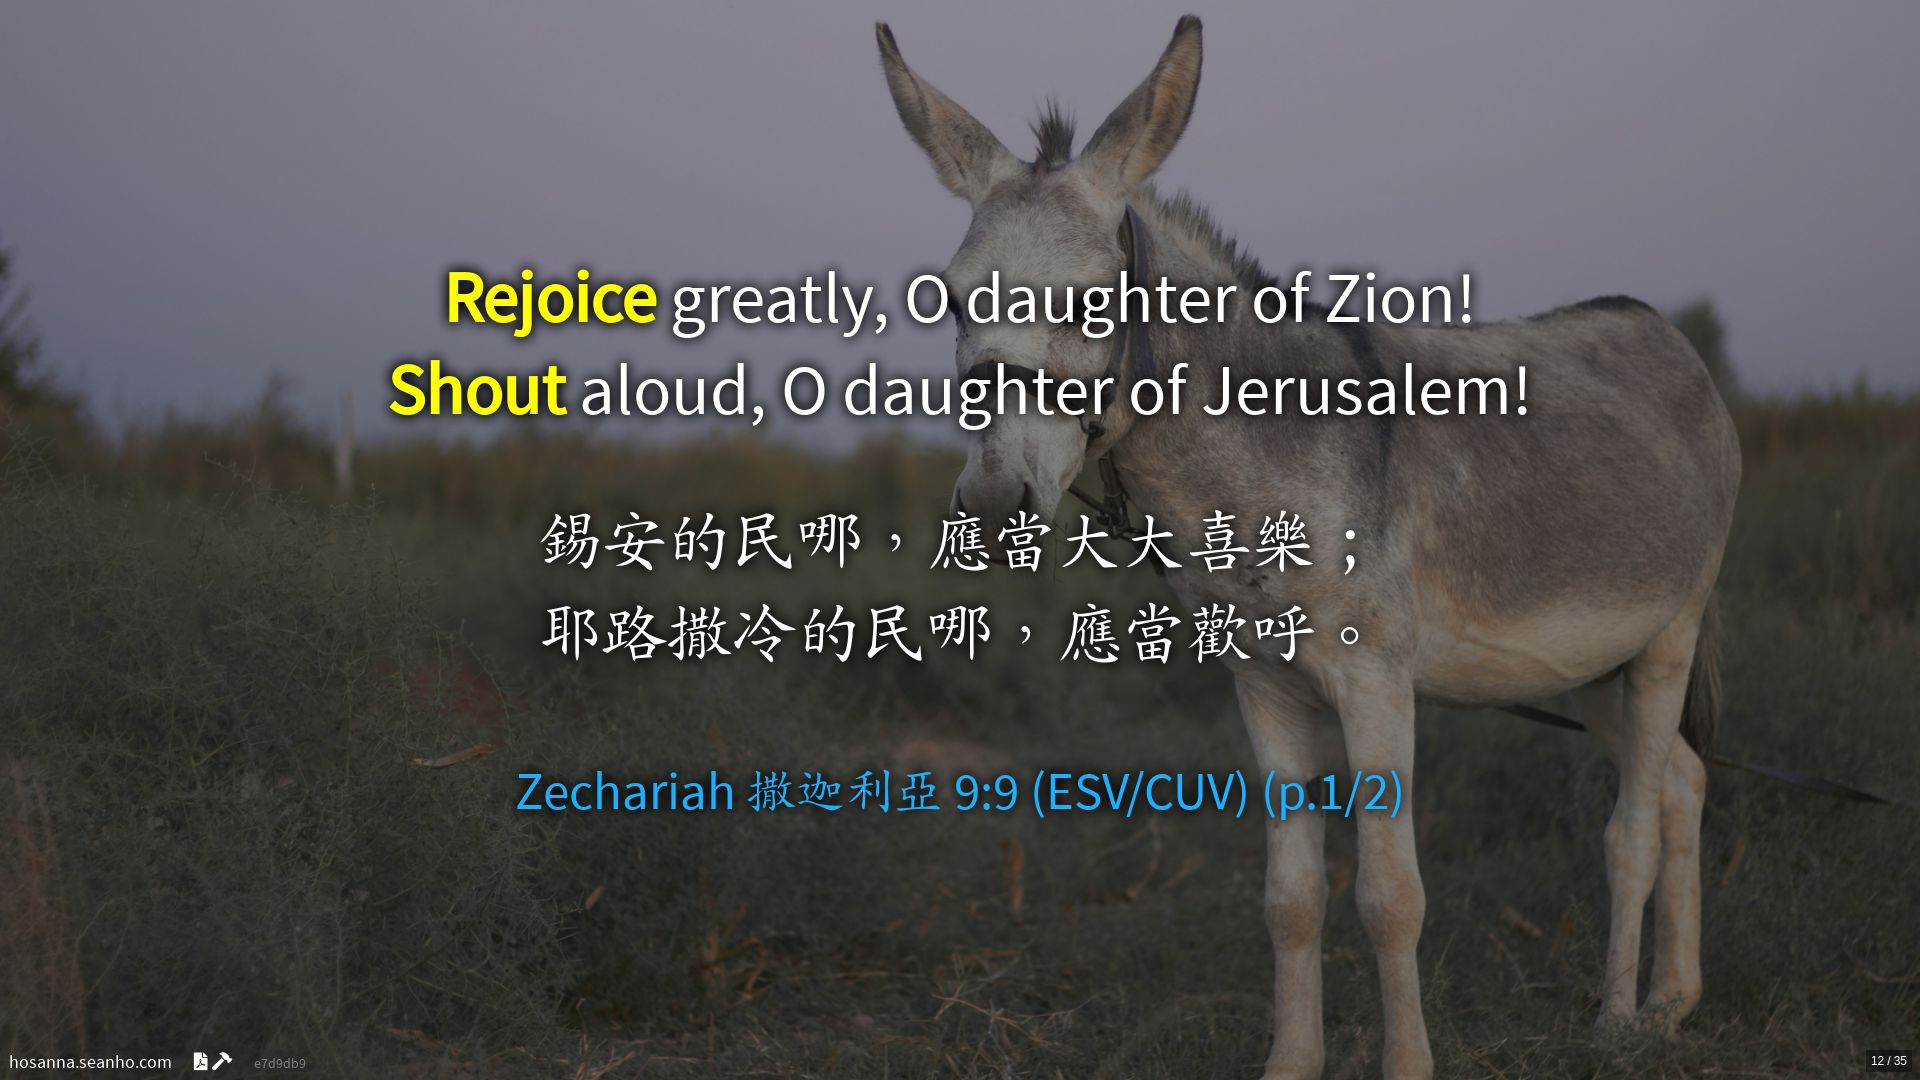 Rejoice greatly, O daughter of Zion!
Shout aloud, O daughter of Jerusalem!
錫安的民哪，應當大大喜樂；
耶路撒冷的民哪，應當歡呼。
Zechariah 撒迦利亞 9:9 (ESV/CUV) (p.1/2)
hosanna.seanho.com e7d9db9
12 / 35